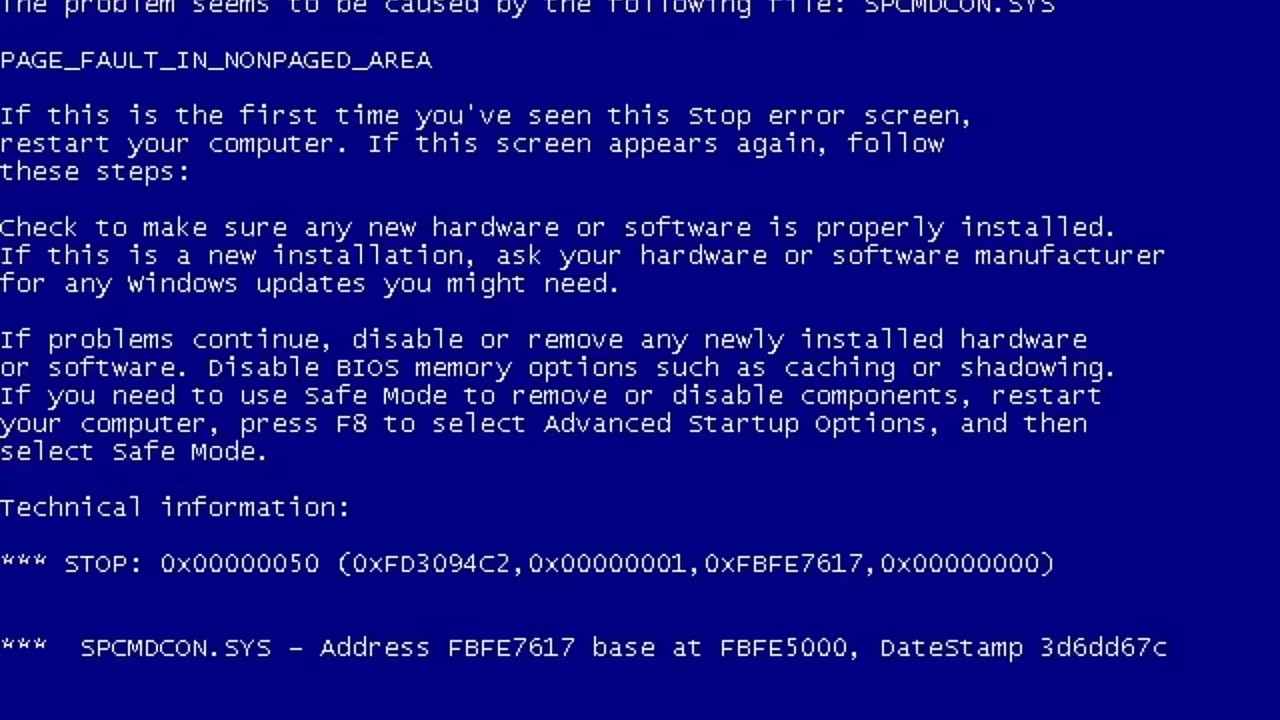 The problem seems to be caused by the following file: SPCMDCON.SYS
PAGE_FAULT_IN_NONPAGED_AREA
If this is the first time you've seen this Stop error screen,
restart your computer. If this screen appears again, follow
these steps:
Check to make sure any new hardware or software is properly installed.
If this is a new installation, ask your hardware or software manufacturer
for any Windows updates you might need.
If problems continue, disable or remove any newly installed hardware
or software. Disable BIOS memory options such as caching or shadowing.
If you need to use Safe Mode to remove or disable components, restart
your computer, press F8 to select Advanced Startup Options, and then
select Safe Mode.
Technical information:
*** STOP: 0x00000050 (0xFD3094C2,0x00000001,0xFBFE7617,0x00000000)
***  SPCMDCON.SYS – Address FBFE7617 base at FBFE5000, DateStamp 3d6dd67c